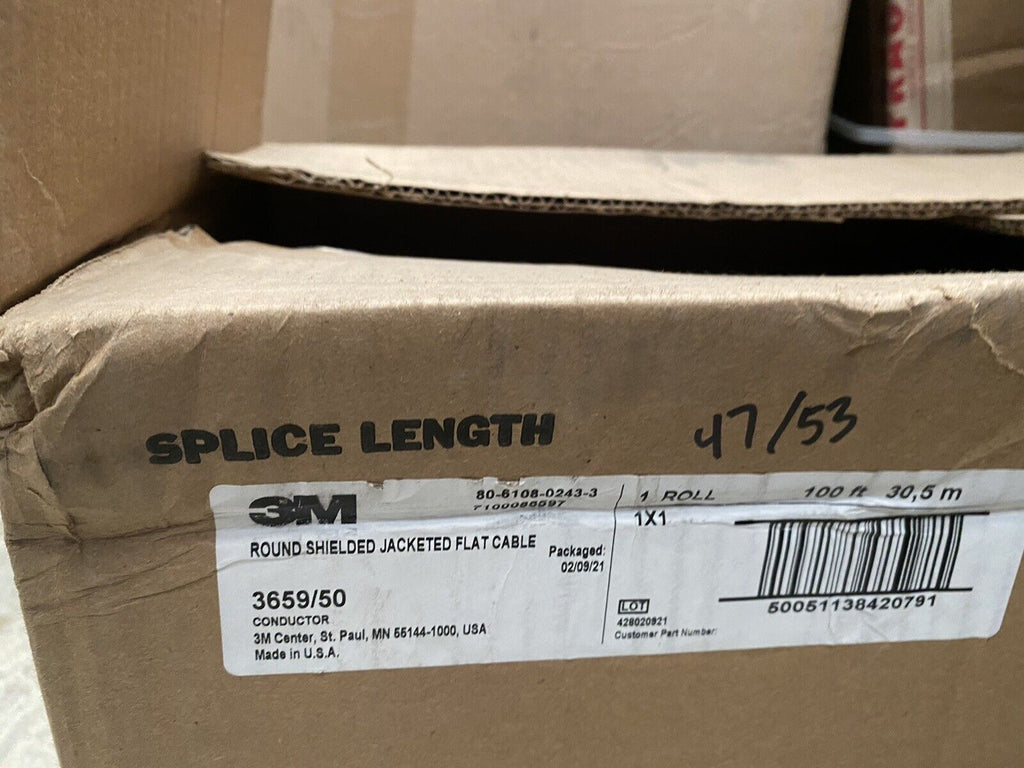 SPLICE LENGTH 47/53
3M
80-6108-0243-3
1 ROLL 100 ft 30,5 m
1X1
ROUND SHIELDED JACKETED FLAT CABLE
Packaged:
02/09/21
3659/50
CONDUCTOR
3M Center, St. Paul, MN 55144-1000, USA
Made in U.S.A.
50051138420791
LOT
428020921
Customer Part Number: